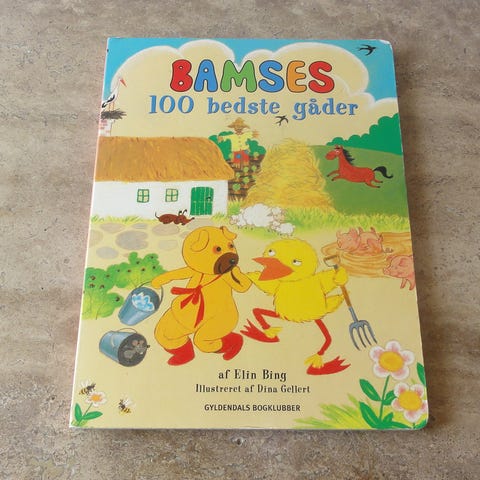 BAMSES
100 bedste gåder
af Elin Bing
Illustreret af Dina Gellert
GYLDENDALS BOGKLUBBER